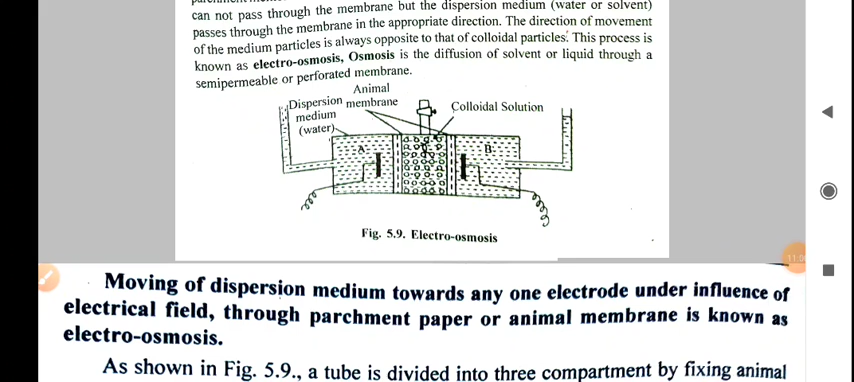 can not pass through the membrane but the dispersion medium (water or solvent)
passes through the membrane in the appropriate direction. The direction of movement
of the medium particles is always opposite to that of colloidal particles. This process is
known as electro-osmosis, Osmosis is the diffusion of solvent or liquid through a
semipermeable or perforated membrane.
Animal
Dispersion membrane
Colloidal Solution
medium
(water)
A
B
Fig. 5.9. Electro-osmosis
Moving of dispersion medium towards any one electrode under influence of
electrical field, through parchment paper or animal membrane is known as
electro-osmosis.
As shown in Fig. 5.9., a tube is divided into three compartment by fixing animal